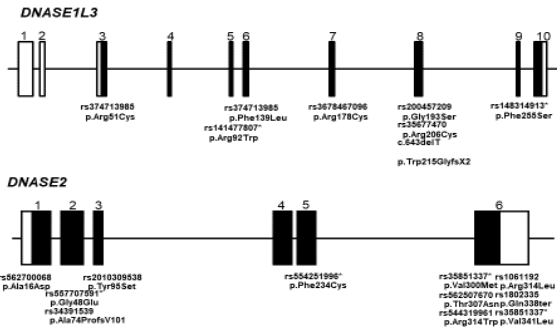 DNASE1L3
1 2 3 4 5 6 7 8 9 10
rs374713985
p.Arg51Cys
rs374713985
p.Phe139Leu
rs141477807*
p.Arg92Trp
rs3678467096
p.Arg178Cys
rs200457209
p.Gly193Ser
rs35677470
p.Arg206Cys
c.643delT
p.Trp215GlyfsX2
rs148314913*
p.Phe255Ser
DNASE2
1 2 3 4 5 6
rs562700068
p.Ala16Asp
rs557707591*
p.Gly48Glu
rs34391539
p.Ala74ProfsV101
rs2010309538
p.Tyr95Set
rs554251996*
p.Phe234Cys
rs35851337*
p.Val300Met
rs562507670
p.Thr307Asn
rs544319961
p.Arg314Trp
rs1061192
p.Arg314Leu
rs1802335
p.Gln338ter
rs35851337*
p.Val341Leu